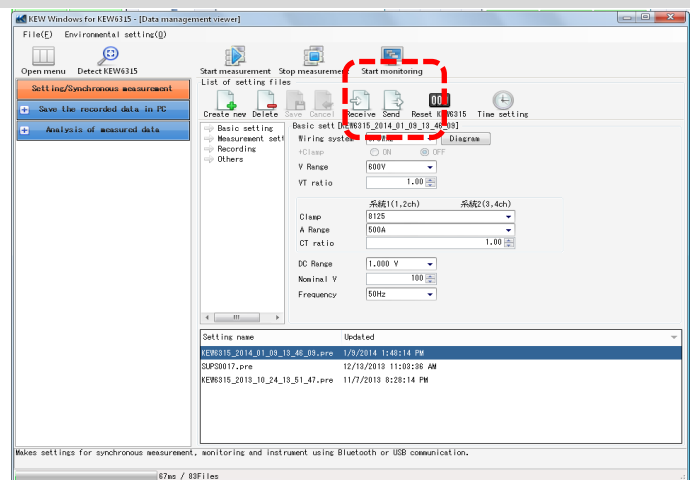 KEW Windows for KEW6315 - [Data management viewer]
File(F) Environmental setting(O)
Open menu Detect KEW6315 Start measurement Stop measurement Start monitoring
Setting/Synchronous measurement
Save the recorded data in PC
Analysis of measured data
List of setting files
Create new Delete Save Cancel Receive Send Reset KEW6315 Time setting
Basic setting
Measurement sett
Recording
Others
Basic sett [KEW6315_2014_01_09_13_46_09]
Wiring system Diagram
+Clamp ON OFF
V Range 600V
VT ratio 1.00
系統1(1,2ch) 系統2(3,4ch)
Clamp 8125
A Range 500A
CT ratio 1.00
DC Range 1.000 V
Nominal V 100
Frequency 50Hz
Setting name Updated
KEW6315_2014_01_09_13_46_09.pre 1/9/2014 1:48:14 PM
SUPS0017.pre 12/13/2013 11:03:36 AM
KEW6315_2013_10_24_13_51_47.pre 11/7/2013 8:28:14 PM
Makes settings for synchronous measurement, monitoring and instrument using Bluetooth or USB communication.
67ms / 83Files